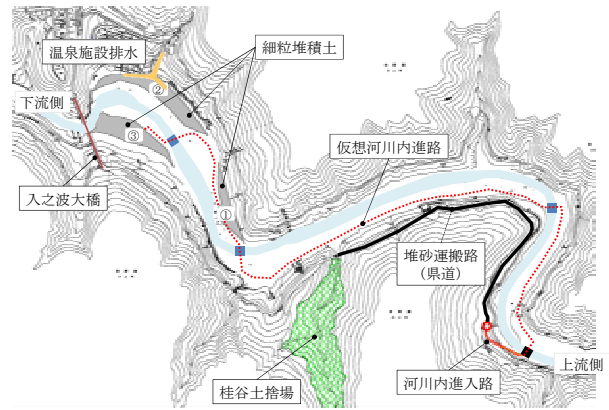 温泉施設排水
細粒堆積土
②
下流側
③
仮想河川内進路
入之波大橋
①
堆砂運搬路
（県道）
上流側
桂谷土捨場
河川内進入路